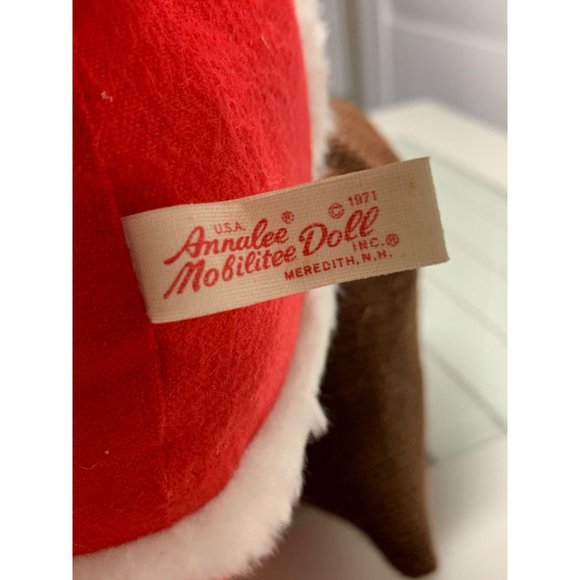 U.S.A. © 1971
Annalee® Mobilitee Doll
INC.®
MEREDITH, N.H.